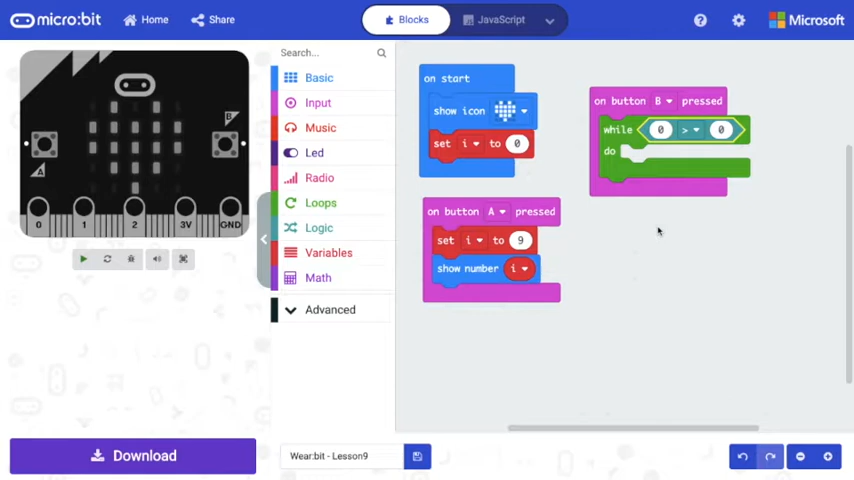 micro:bit
Home
Share
Blocks
JavaScript
Microsoft
B
A
0 1 2 3V GND
Search...
Basic
Input
Music
Led
Radio
Loops
Logic
Variables
Math
Advanced
on start
show icon
set i to 0
on button A pressed
set i to 9
show number i
on button B pressed
while 0 > 0
do
Download
Wear:bit - Lesson9